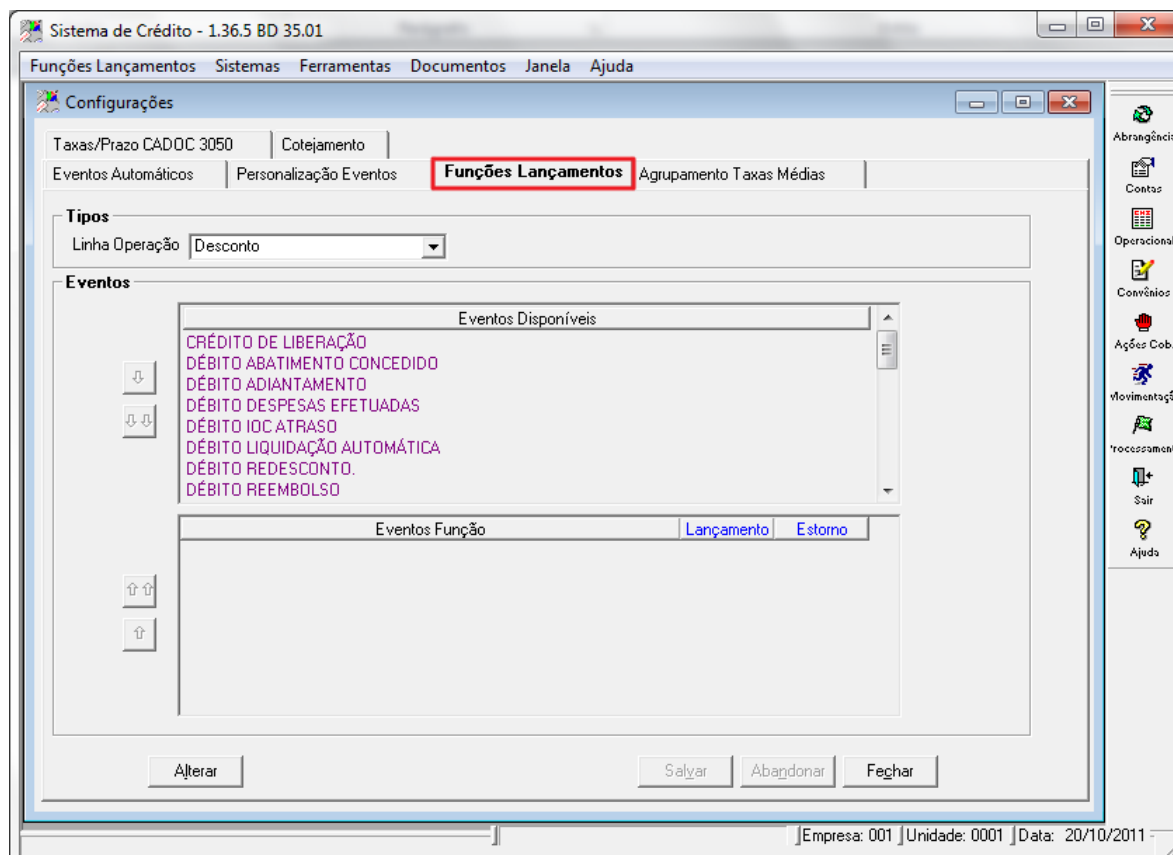 Sistema de Crédito - 1.36.5 BD 35.01
Funções Lançamentos Sistemas Ferramentas Documentos Janela Ajuda
Configurações
Taxas/Prazo CADOC 3050 Cotejamento
Eventos Automáticos Personalização Eventos Funções Lançamentos Agrupamento Taxas Médias
Tipos
Linha Operação Desconto
Eventos
Eventos Disponíveis
CRÉDITO DE LIBERAÇÃO
DÉBITO ABATIMENTO CONCEDIDO
DÉBITO ADIANTAMENTO
DÉBITO DESPESAS EFETUADAS
DÉBITO IOC ATRASO
DÉBITO LIQUIDAÇÃO AUTOMÁTICA
DÉBITO REDESCONTO.
DÉBITO REEMBOLSO
Eventos Função Lançamento Estorno
Alterar Salvar Abandonar Fechar
Abrangênci
Contas
Operacional
Convênios
Ações Cob.
Movimentaçã
rocessament
Sair
Ajuda
Empresa: 001 Unidade: 0001 Data: 20/10/2011